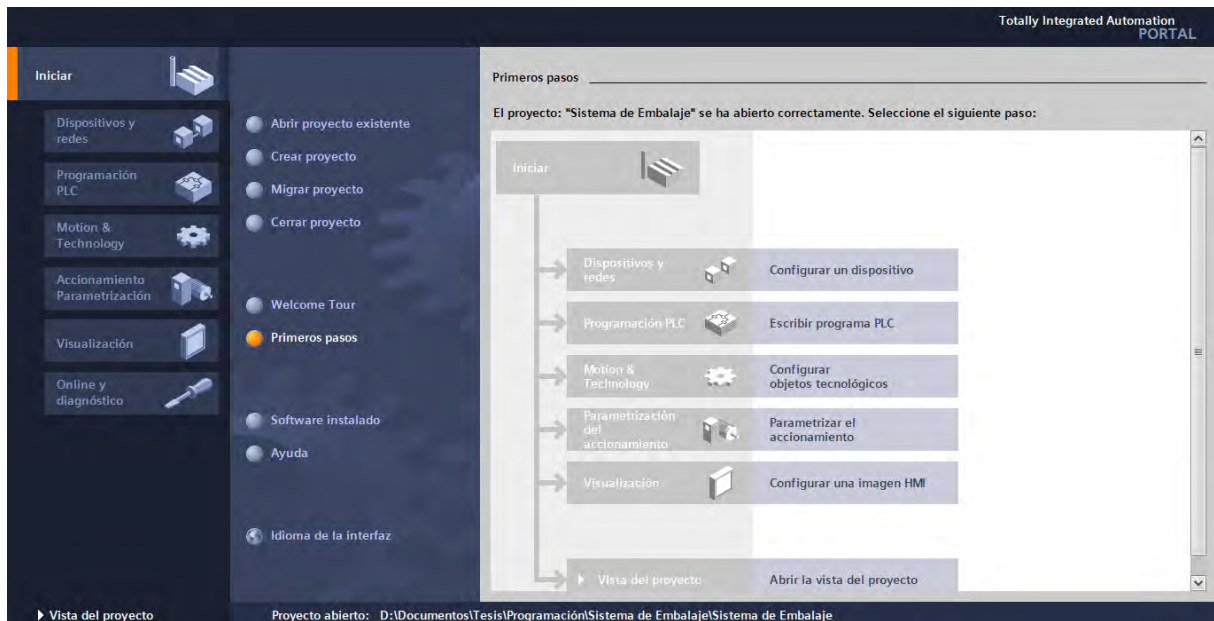 Totally Integrated Automation
PORTAL
Iniciar
Dispositivos y
redes
Programación
PLC
Motion &
Technology
Accionamiento
Parametrización
Visualización
Online y
diagnóstico
Abrir proyecto existente
Crear proyecto
Migrar proyecto
Cerrar proyecto
Welcome Tour
Primeros pasos
Software instalado
Ayuda
Idioma de la interfaz
Primeros pasos
El proyecto: "Sistema de Embalaje" se ha abierto correctamente. Seleccione el siguiente paso:
Iniciar
Dispositivos y
redes
Configurar un dispositivo
Programación PLC
Escribir programa PLC
Motion &
Technology
Configurar
objetos tecnológicos
Parametrización
del
accionamiento
Parametrizar el
accionamiento
Visualización
Configurar una imagen HMI
Vista del proyecto
Abrir la vista del proyecto
Vista del proyecto
Proyecto abierto: D:\Documentos\Tesis\Programación\Sistema de Embalaje\Sistema de Embalaje